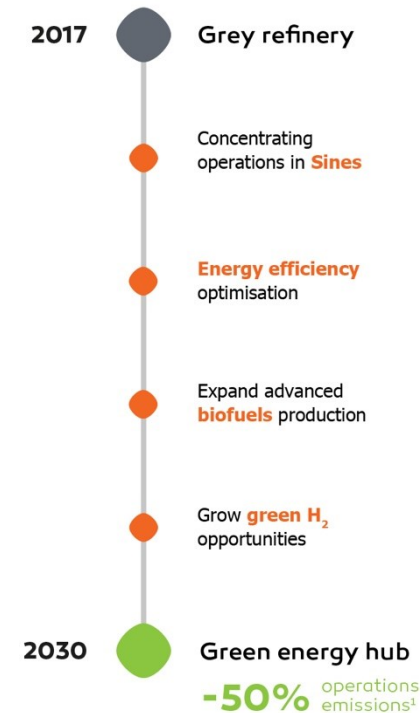 2017 Grey refinery
Concentrating
operations in Sines
Energy efficiency
optimisation
Expand advanced
biofuels production
Grow green H₂
opportunities
2030 Green energy hub
-50% operations
emissions¹